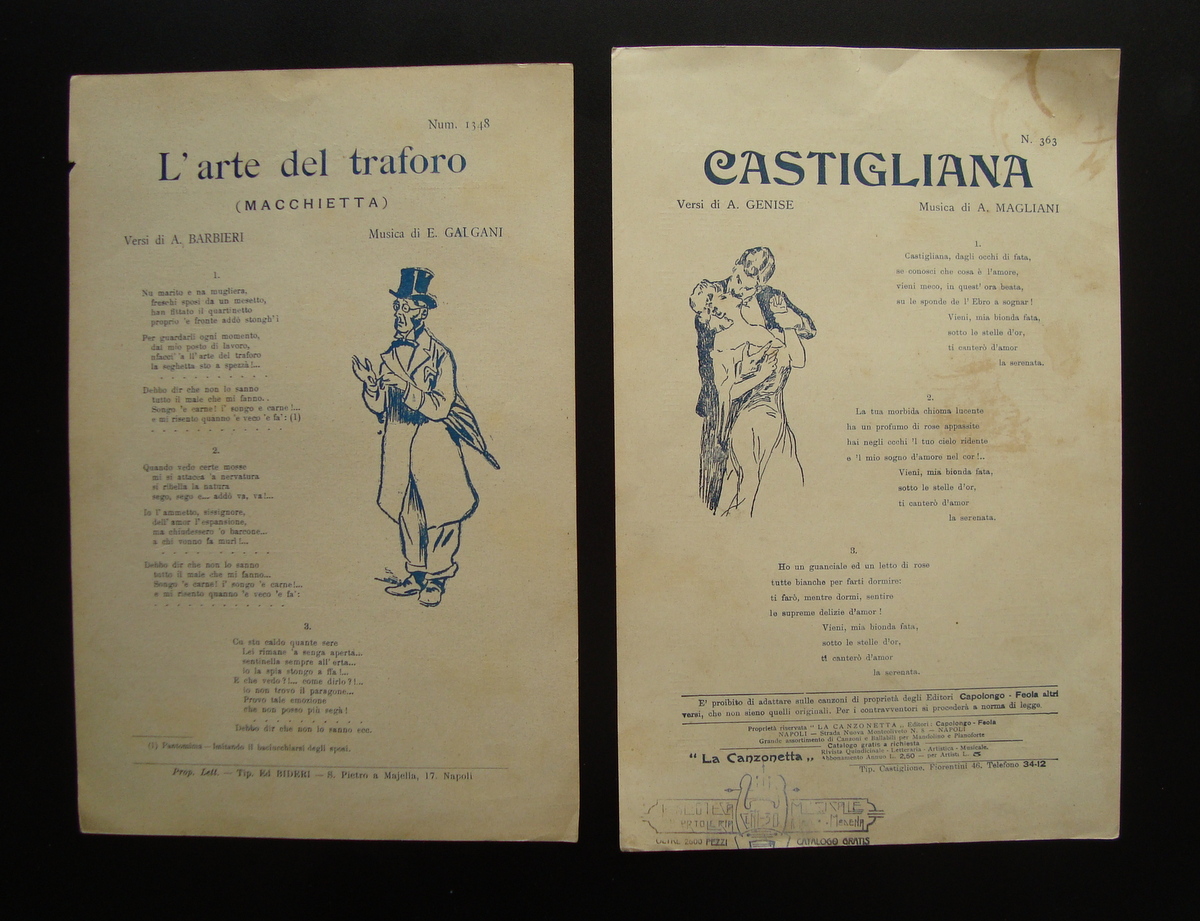 Num. 1348
L'arte del traforo
(MACCHIETTA)
Versi di A. BARBIERI
Musica di E. GALGANI
1.
Nu marito e na mugliera,
freschi sposi da un mesetto,
han fittato il quartinetto
proprio 'e fronte addò stongh'i
Per guardarli ogni momento,
dal mio posto di lavoro,
nfacci' 'a ll'arte del traforo
la seghetta sto a spezzà!...
Debbo dir che non lo sanno
tutto il male che mi fanno..
Songo 'e carne! i' songo e carne!...
e mi risento quanno 'e veco 'e fa': (1)
2.
Quando vedo certe mosse
mi si attacca 'a nervatura
si ribella la natura
sego, sego e... addò va, va!...
Io l'ammetto, sissignore,
dell'amor l'espansione,
ma chiudessero 'o barcone...
a chi vonno fa murì!...
Debbo dir che non lo sanno
tutto il male che mi fanno...
Songo 'e carne! i' songo 'e carne!...
e mi risento quanno 'e veco 'e fa':
3.
Cu stu caldo quante sere
Lei rimane 'a senga aperta...
sentinella sempre all'erta...
io la spia stongo a ffa!...
E che vedo?!... come dirlo?!...
io non trovo il paragone...
Provo tale emozione
che non posso più segà!
Debbo dir che non lo sanno ecc.
(1) Pantomima — imitando il baciucchiarsi degli sposi.
Prop. Lett. — Tip. Ed BIDERI — S. Pietro a Majella, 17. Napoli
N. 363
CASTIGLIANA
Versi di A. GENISE
Musica di A. MAGLIANI
1.
Castigliana, dagli occhi di fata,
se conosci che cosa è l'amore,
vieni meco, in quest' ora beata,
su le sponde de l' Ebro a sognar!
Vieni, mia bionda fata,
sotto le stelle d'or,
ti canterò d'amor
la serenata.
2.
La tua morbida chioma lucente
ha un profumo di rose appassite
hai negli occhi 'l tuo cielo ridente
e 'l mio sogno d'amore nel cor!..
Vieni, mia bionda fata,
sotto le stelle d'or,
ti canterò d'amor
la serenata.
3.
Ho un guanciale ed un letto di rose
tutte bianche per farti dormire:
ti farò, mentre dormi, sentire
le supreme delizie d'amor!
Vieni, mia bionda fata,
sotto le stelle d'or,
ti canterò d'amor
la serenata.
E' proibito di adattare sulle canzoni di proprietà degli Editori Capolongo - Feola altri
versi, che non sieno quelli originali. Per i contravventori si procederà a norma di legge.
Proprietà riservata "LA CANZONETTA„ Editori: Capolongo - Feola
NAPOLI — Strada Nuova Monteoliveto N. 8 — NAPOLI
Grande assortimento di Canzoni e Ballabili per Mandolino e Pianoforte
Catalogo gratis a richiesta
"La Canzonetta„
Rivista Quindicinale - Letteraria - Artistica - Musicale.
Abbonamento Annuo L. 2,50 — per Artisti L. 5
Tip. Castiglione, Fiorentini 46, Telefono 34-12
MUSICALE
OLTRE 2500 PEZZI
CATALOGO GRATIS